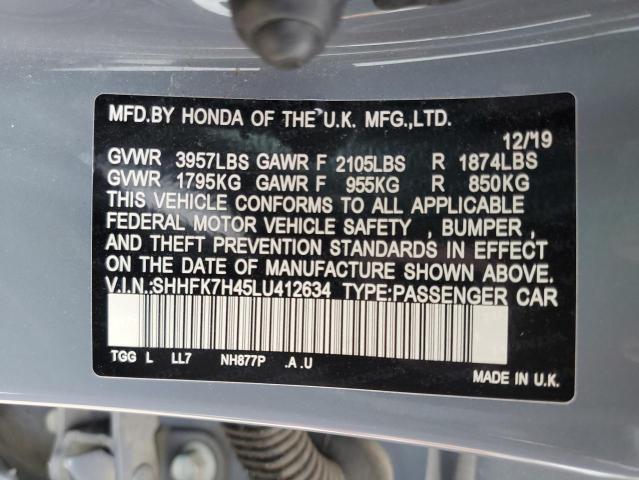 MFD.BY HONDA OF THE U.K. MFG.,LTD.
12/19
GVWR 3957LBS GAWR F 2105LBS R 1874LBS
GVWR 1795KG GAWR F 955KG R 850KG
THIS VEHICLE CONFORMS TO ALL APPLICABLE
FEDERAL MOTOR VEHICLE SAFETY , BUMPER ,
AND THEFT PREVENTION STANDARDS IN EFFECT
ON THE DATE OF MANUFACTURE SHOWN ABOVE.
V.I.N.:SHHFK7H45LU412634 TYPE:PASSENGER CAR
TGG L LL7 NH877P .A .U
MADE IN U.K.